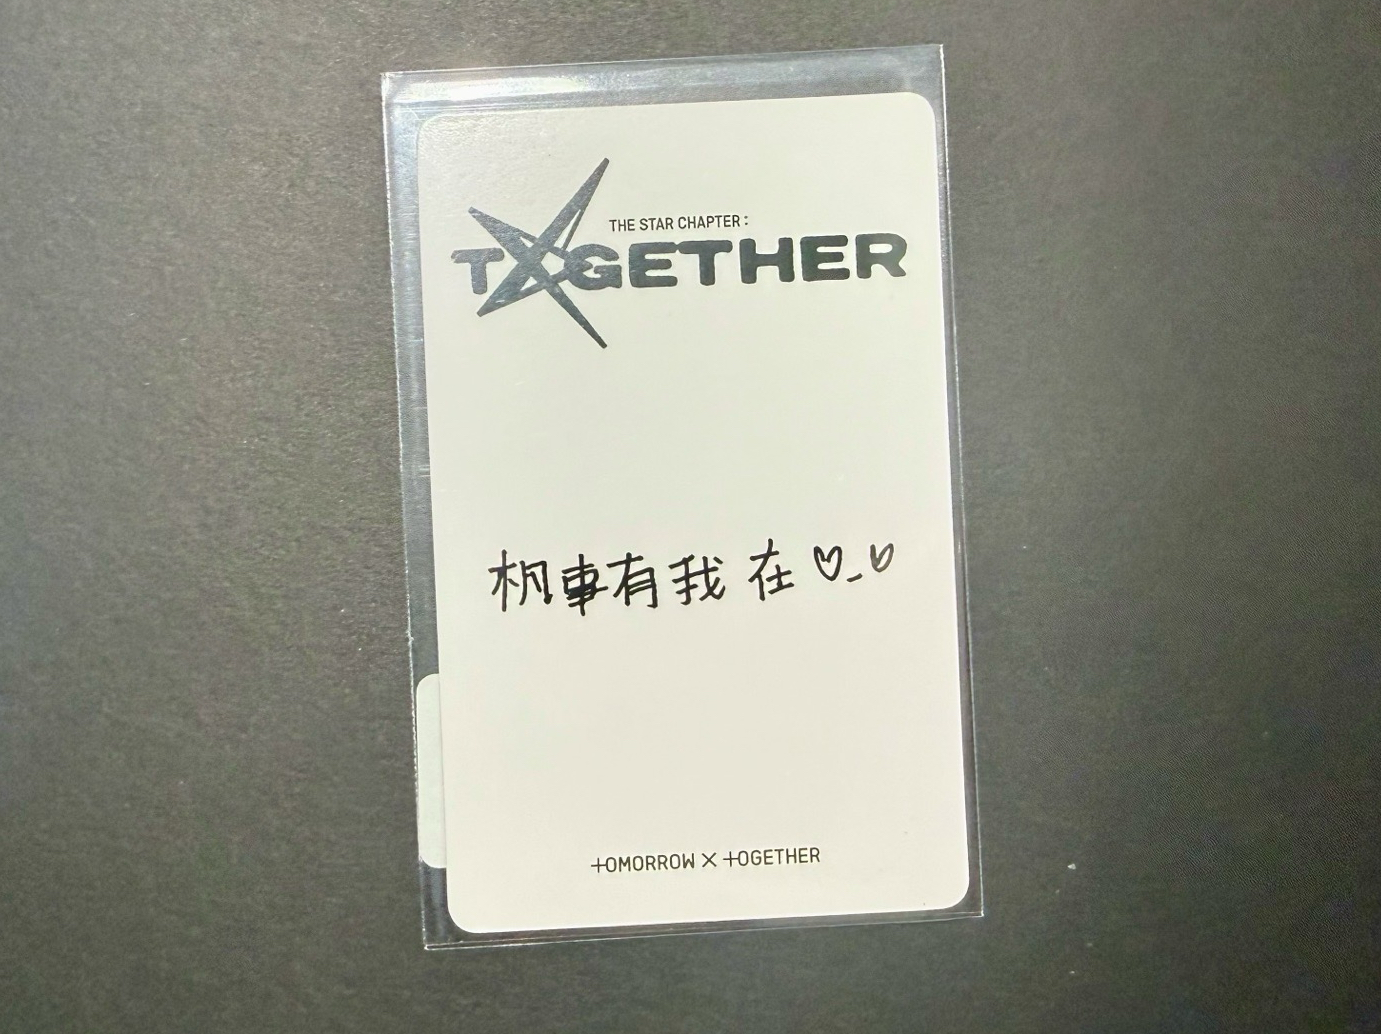 THE STAR CHAPTER :
TOGETHER
枫車有我在♡_♡
TOMORROW X TOGETHER